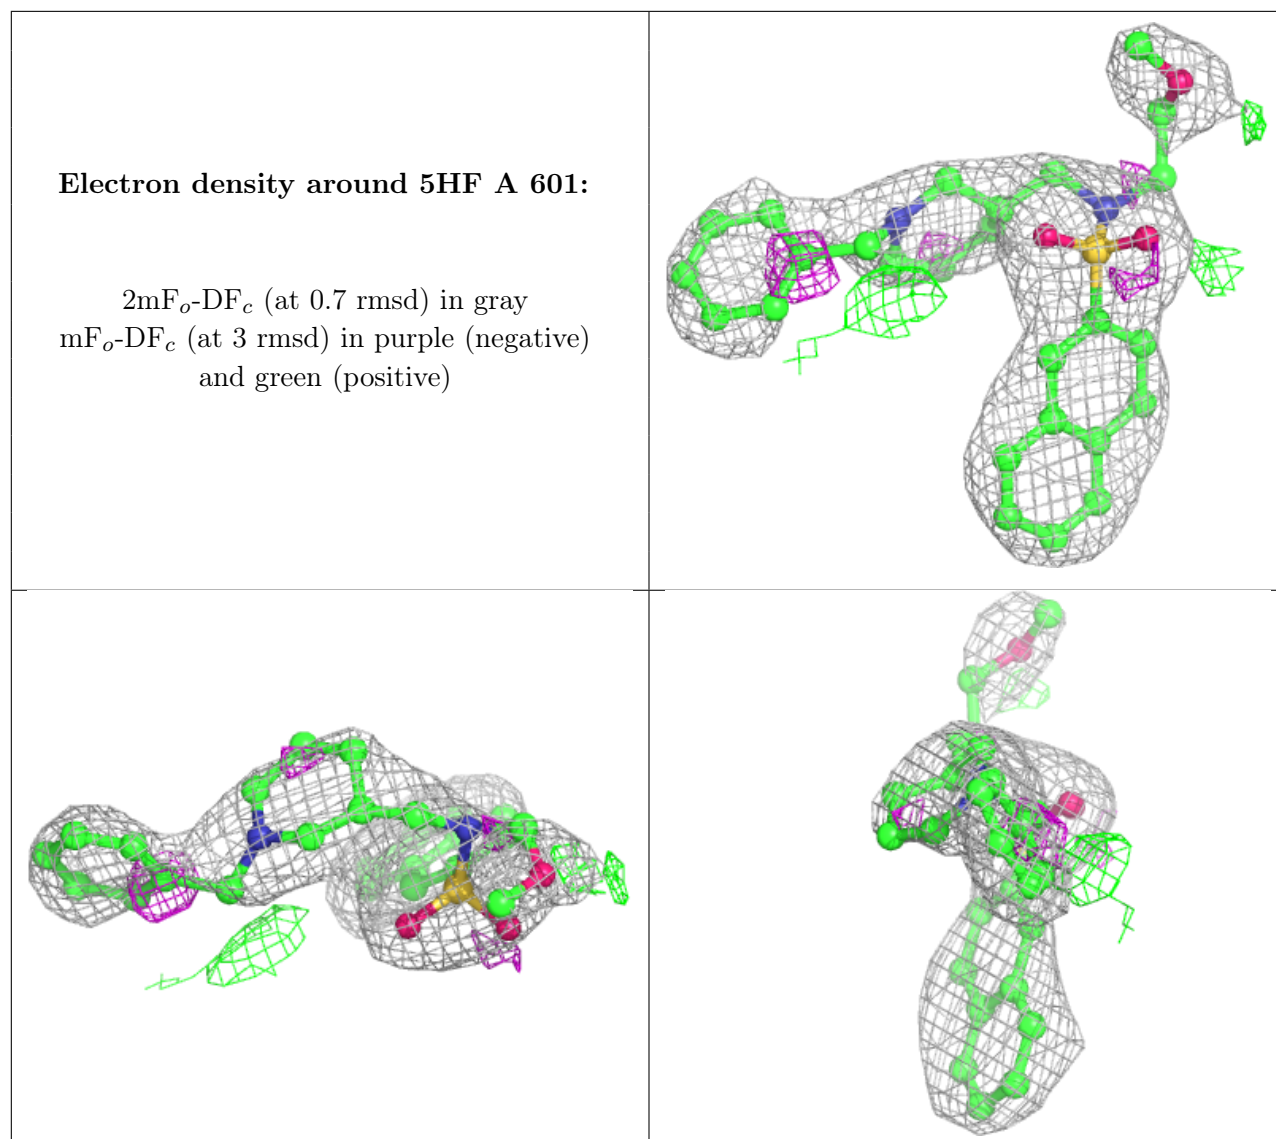 Electron density around 5HF A 601:
2mFo-DFc (at 0.7 rmsd) in gray
mFo-DFc (at 3 rmsd) in purple (negative)
and green (positive)